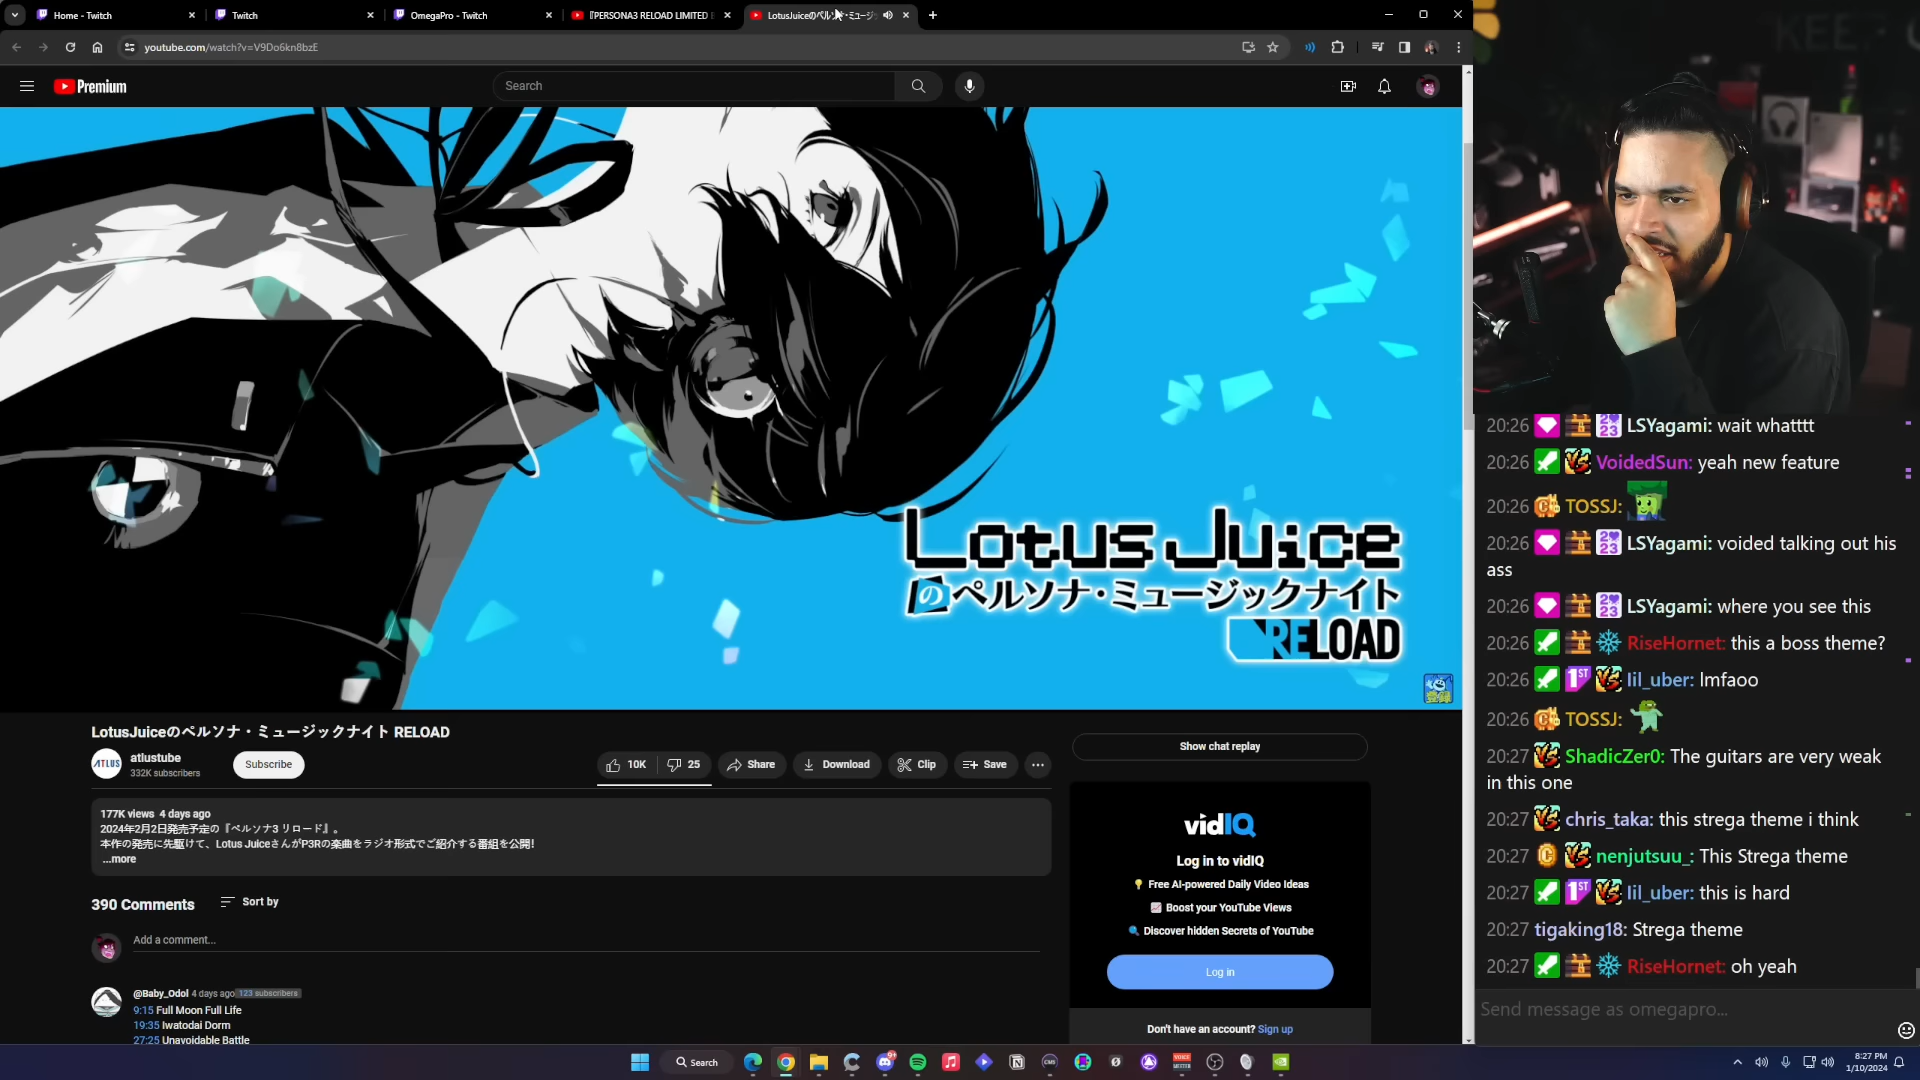 Home - Twitch
Twitch
OmegaPro - Twitch
『PERSONA3 RELOAD LIMITED
youtube.com/watch?v=V9Do6kn8bzE
Premium
Search
Lotus Juice
のペルソナ・ミュージックナイト
RELOAD
LotusJuiceのペルソナ・ミュージックナイト RELOAD
ATLUS
atlustube
332K subscribers
Subscribe
10K
25
Share
Download
Clip
Save
177K views 4 days ago
2024年2月2日発売予定の『ペルソナ3 リロード』。
本作の発売に先駆けて、Lotus JuiceさんがP3Rの楽曲をラジオ形式でご紹介する番組を公開!
...more
390 Comments
Sort by
Add a comment...
@Baby_Odol 4 days ago 123 subscribers
9:15 Full Moon Full Life
19:35 Iwatodai Dorm
27:25 Unavoidable Battle
Show chat replay
vidIQ
Log in to vidIQ
Free AI-powered Daily Video Ideas
Boost your YouTube Views
Discover hidden Secrets of YouTube
Log in
Don't have an account? Sign up
20:26 LSYagami: wait whatttt
20:26 VoidedSun: yeah new feature
20:26 TOSSJ:
20:26 LSYagami: voided talking out his
ass
20:26 LSYagami: where you see this
20:26 RiseHornet: this a boss theme?
20:26 lil_uber: lmfaoo
20:26 TOSSJ:
20:27 ShadicZer0: The guitars are very weak
in this one
20:27 chris_taka: this strega theme i think
20:27 nenjutsuu_: This Strega theme
20:27 lil_uber: this is hard
20:27 tigaking18: Strega theme
20:27 RiseHornet: oh yeah
Send message as omegapro...
Search
8:27 PM
1/10/2024